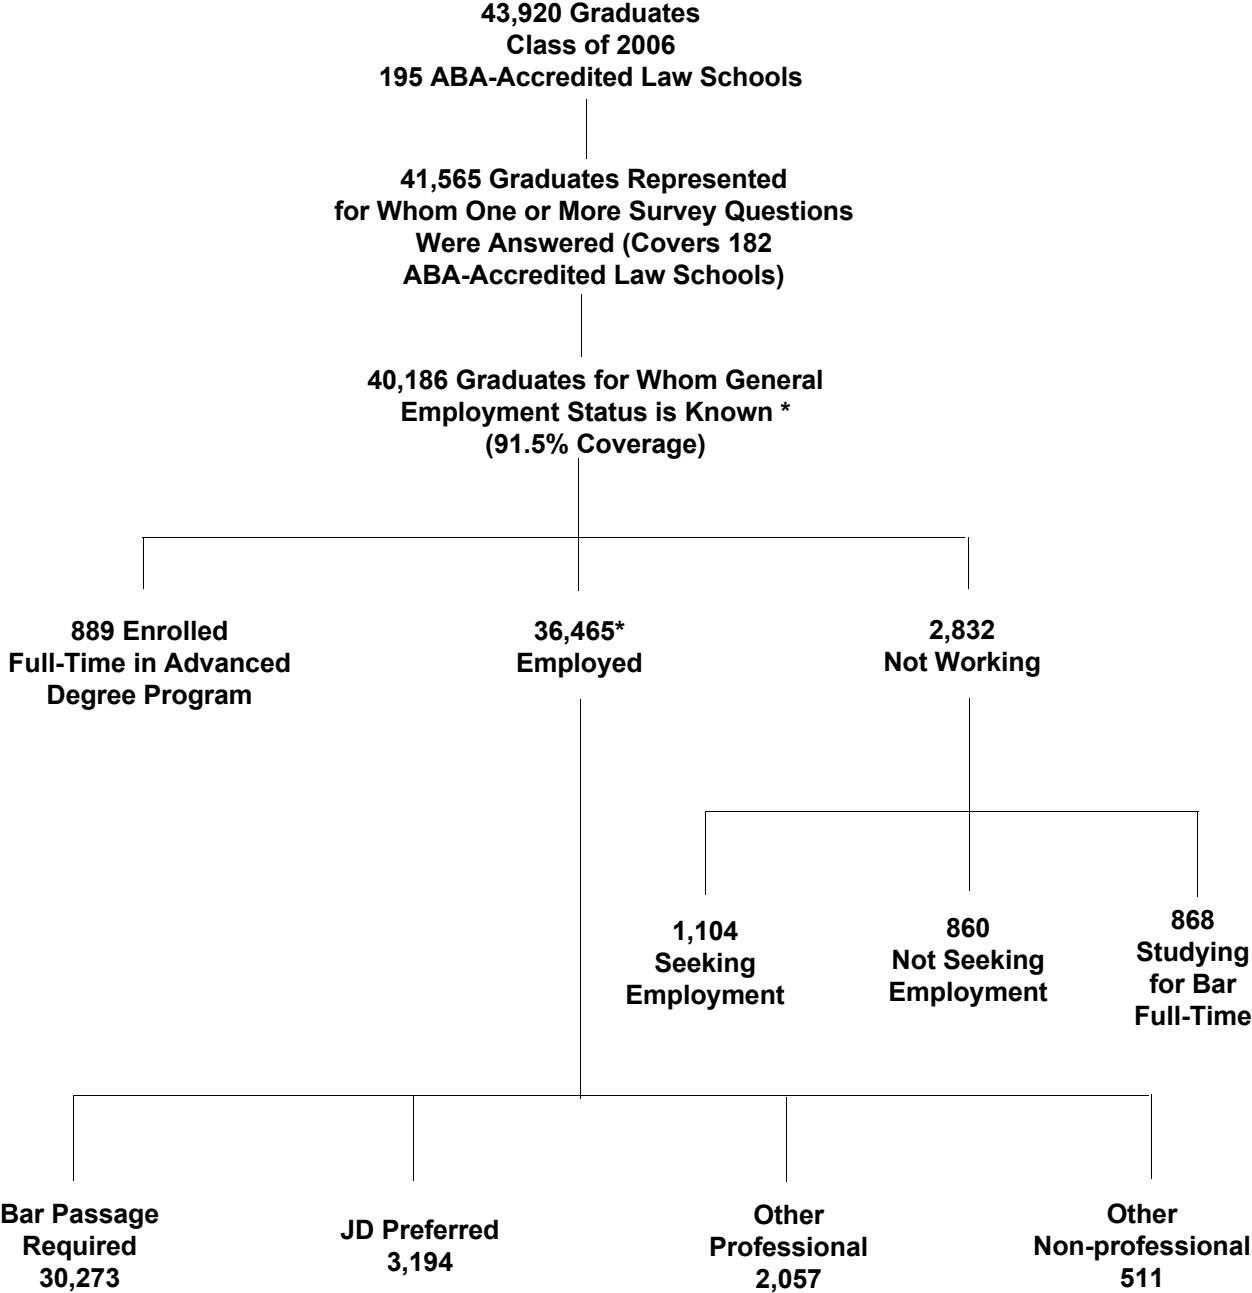 43,920 Graduates
Class of 2006
195 ABA-Accredited Law Schools
41,565 Graduates Represented
for Whom One or More Survey Questions
Were Answered (Covers 182
ABA-Accredited Law Schools)
40,186 Graduates for Whom General
Employment Status is Known *
(91.5% Coverage)
889 Enrolled
Full-Time in Advanced
Degree Program
36,465*
Employed
2,832
Not Working
1,104
Seeking
Employment
860
Not Seeking
Employment
868
Studying
for Bar
Full-Time
Bar Passage
Required
30,273
JD Preferred
3,194
Other
Professional
2,057
Other
Non-professional
511